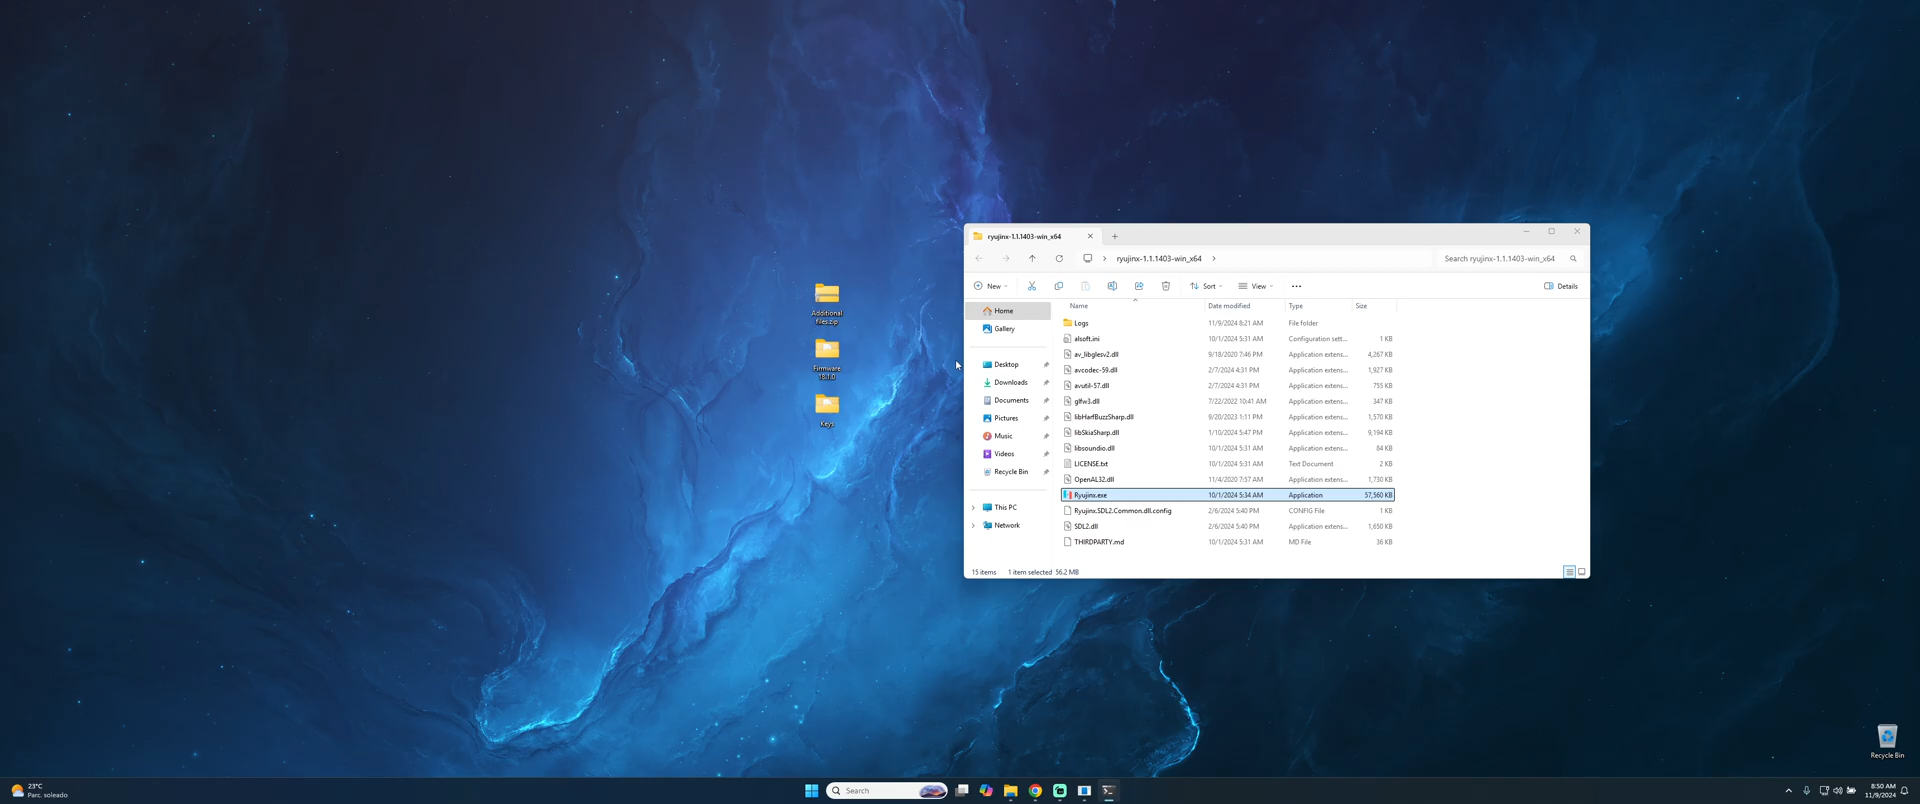 Additional
files.zip
Firmware
18.1.0
Keys
ryujinx-1.1.1403-win_x64
ryujinx-1.1.1403-win_x64
Search ryujinx-1.1.1403-win_x64
New
Sort
View
Details
Home
Gallery
Desktop
Downloads
Documents
Pictures
Music
Videos
Recycle Bin
This PC
Network
Name Date modified Type Size
Logs 11/9/2024 8:21 AM File folder
alsoft.ini 10/1/2024 5:31 AM Configuration sett... 1 KB
av_libglesv2.dll 9/18/2020 7:46 PM Application extens... 4,267 KB
avcodec-59.dll 2/7/2024 4:31 PM Application extens... 1,927 KB
avutil-57.dll 2/7/2024 4:31 PM Application extens... 755 KB
glfw3.dll 7/22/2022 10:41 AM Application extens... 347 KB
libHarfBuzzSharp.dll 9/20/2023 1:11 PM Application extens... 1,570 KB
libSkiaSharp.dll 1/10/2024 5:47 PM Application extens... 9,194 KB
libsoundio.dll 10/1/2024 5:31 AM Application extens... 84 KB
LICENSE.txt 10/1/2024 5:31 AM Text Document 2 KB
OpenAL32.dll 11/4/2020 7:57 AM Application extens... 1,730 KB
Ryujinx.exe 10/1/2024 5:34 AM Application 57,560 KB
Ryujinx.SDL2.Common.dll.config 2/6/2024 5:40 PM CONFIG File 1 KB
SDL2.dll 2/6/2024 5:40 PM Application extens... 1,650 KB
THIRDPARTY.md 10/1/2024 5:31 AM MD File 36 KB
15 items 1 item selected 56.2 MB
Recycle Bin
23°C
Parc. soleado
Search
8:50 AM
11/9/2024